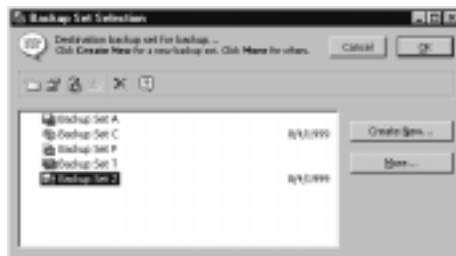 Backup Set Selection
Destination backup set for backup...
Click Create New for a new backup set. Click More for others.
Cancel
OK
Backup Set A
Backup Set C
Backup Set F
Backup Set T
Backup Set Z
Create New...
More...